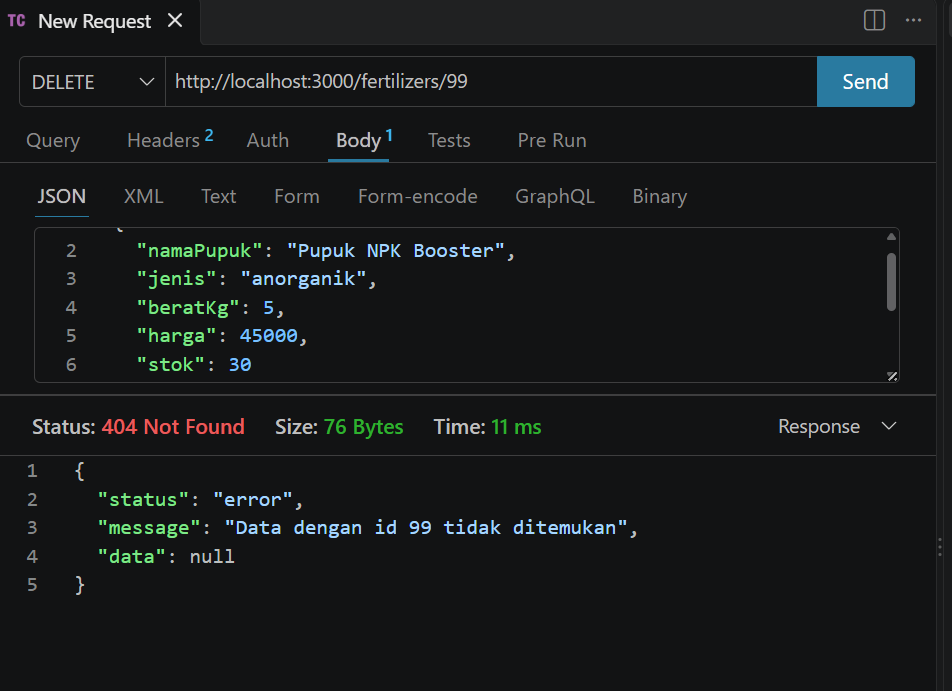 TC New Request
DELETE http://localhost:3000/fertilizers/99 Send
Query Headers 2 Auth Body 1 Tests Pre Run
JSON XML Text Form Form-encode GraphQL Binary
2 "namaPupuk": "Pupuk NPK Booster",
3 "jenis": "anorganik",
4 "beratKg": 5,
5 "harga": 45000,
6 "stok": 30
Status: 404 Not Found Size: 76 Bytes Time: 11 ms Response
1 {
2 "status": "error",
3 "message": "Data dengan id 99 tidak ditemukan",
4 "data": null
5 }